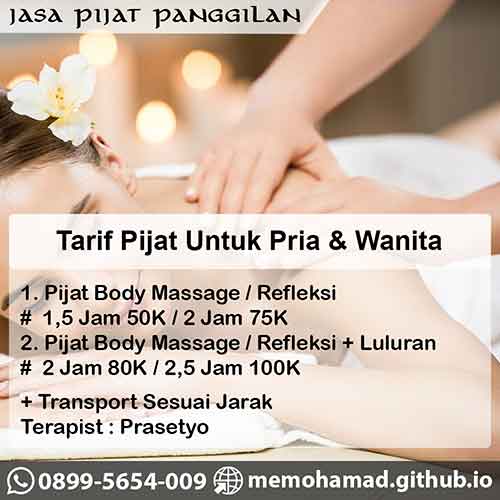 JASA PIJAT PANGGILAN
Tarif Pijat Untuk Pria & Wanita
1. Pijat Body Massage / Refleksi
# 1,5 Jam 50K / 2 Jam 75K
2. Pijat Body Massage / Refleksi + Luluran
# 2 Jam 80K / 2,5 Jam 100K
+ Transport Sesuai Jarak
Terapist : Prasetyo
0899-5654-009 memohamad.github.io